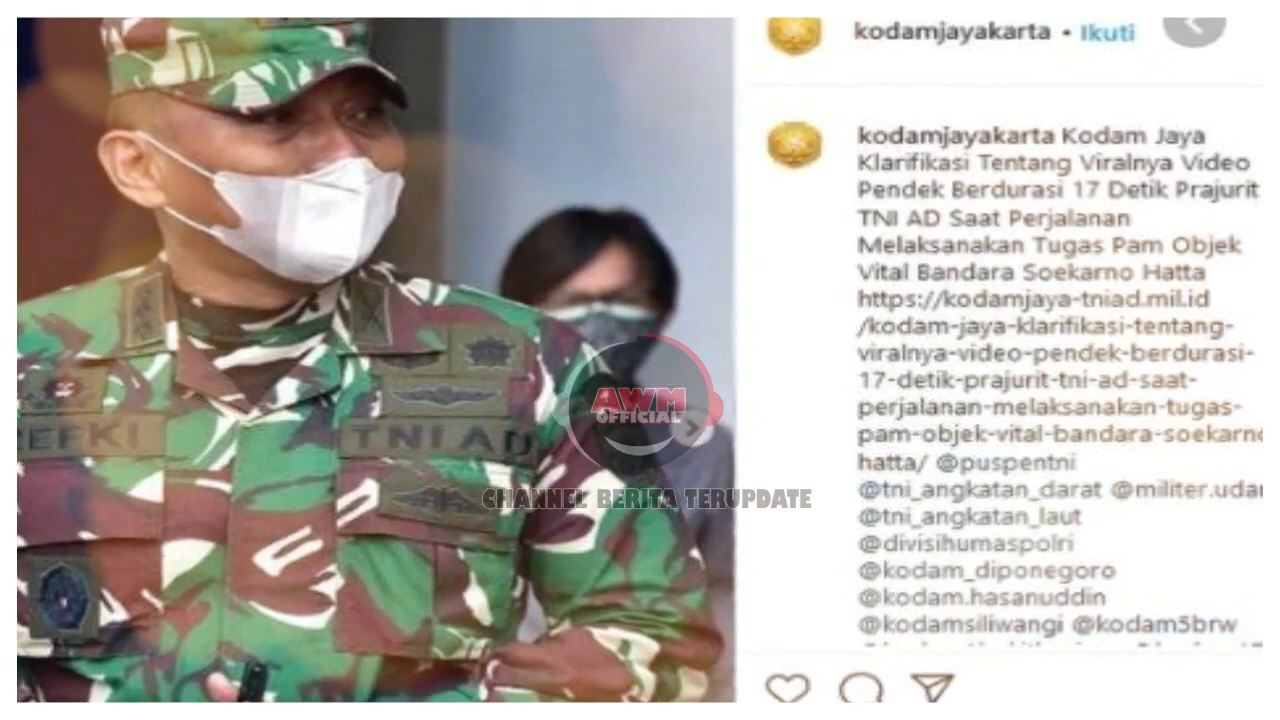 kodamjayakarta • Ikuti
kodamjayakarta Kodam Jaya
Klarifikasi Tentang Viralnya Video
Pendek Berdurasi 17 Detik Prajurit
TNI AD Saat Perjalanan
Melaksanakan Tugas Pam Objek
Vital Bandara Soekarno Hatta
https://kodamjaya-tniad.mil.id
/kodam-jaya-klarifikasi-tentang-
viralnya-video-pendek-berdurasi-
17-detik-prajurit-tni-ad-saat-
perjalanan-melaksanakan-tugas-
pam-objek-vital-bandara-soekarno
hatta/ @puspentni
@tni_angkatan_darat @militer.udar
@tni_angkatan_laut
@divisihumaspolri
@kodam_diponegoro
@kodam.hasanuddin
@kodamsiliwangi @kodam5brw
EFKI
TNI AD
AWM
OFFICIAL
CHANNEL BERITA TERUPDATE